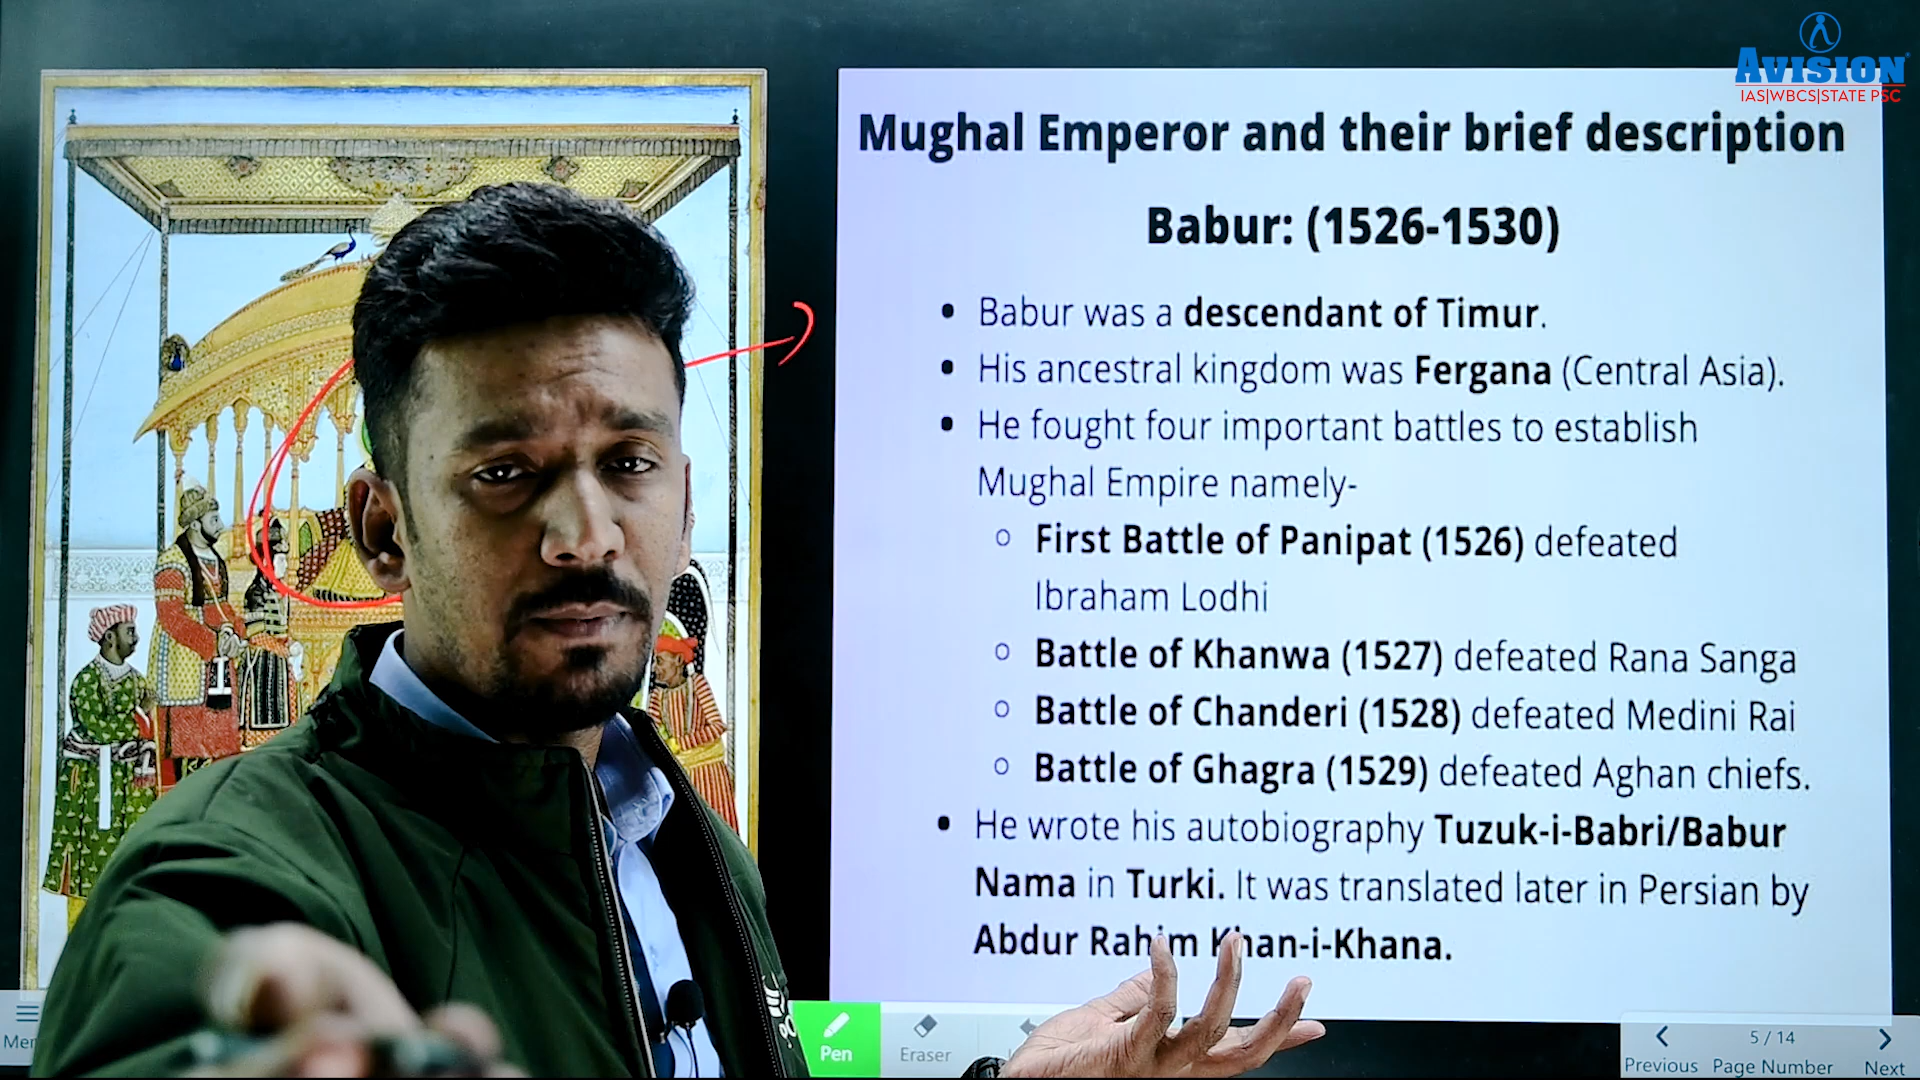 AVISION
IAS|WBCS|STATE PSC
Mughal Emperor and their brief description
Babur: (1526-1530)
• Babur was a descendant of Timur.
• His ancestral kingdom was Fergana (Central Asia).
• He fought four important battles to establish
Mughal Empire namely-
○ First Battle of Panipat (1526) defeated
Ibraham Lodhi
○ Battle of Khanwa (1527) defeated Rana Sanga
○ Battle of Chanderi (1528) defeated Medini Rai
○ Battle of Ghagra (1529) defeated Aghan chiefs.
• He wrote his autobiography Tuzuk-i-Babri/Babur
Nama in Turki. It was translated later in Persian by
Abdur Rahim Khan-i-Khana.
Pen
Eraser
5 / 14
Previous Page Number Next